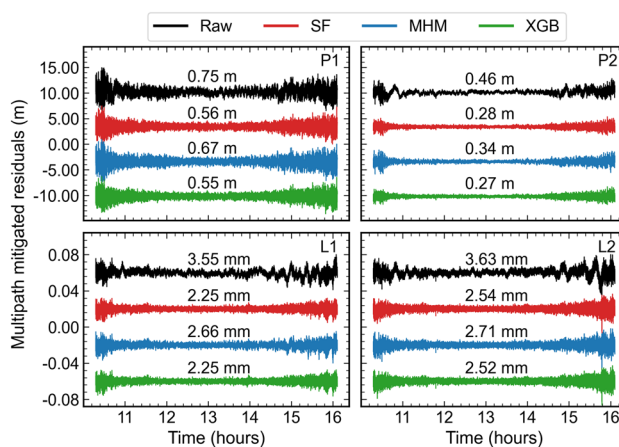 Raw SF MHM XGB
Multipath mitigated residuals (m)
P1
15.00
10.00
5.00
0.00
-5.00
-10.00
0.75 m
0.56 m
0.67 m
0.55 m
P2
0.46 m
0.28 m
0.34 m
0.27 m
L1
0.08
0.04
0.00
-0.04
-0.08
3.55 mm
2.25 mm
2.66 mm
2.25 mm
11 12 13 14 15 16
Time (hours)
L2
3.63 mm
2.54 mm
2.71 mm
2.52 mm
11 12 13 14 15 16
Time (hours)